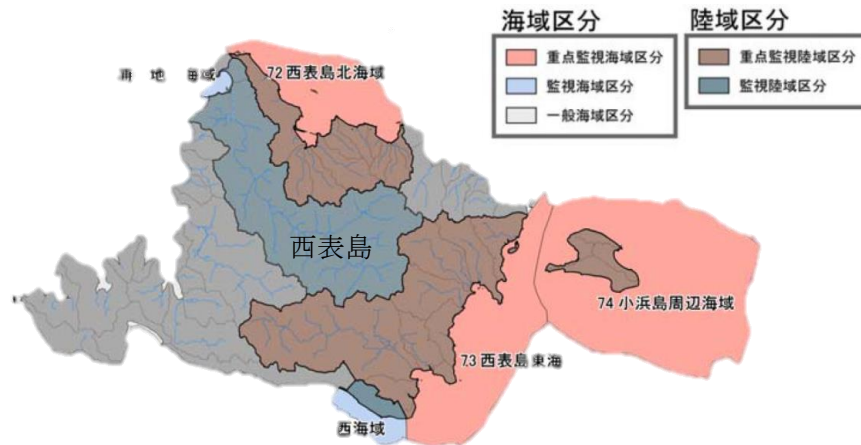 海域区分
重点監視海域区分
監視海域区分
一般海域区分
陸域区分
重点監視陸域区分
監視陸域区分
72 西表島北海域
地 海域
西表島
74 小浜島周辺海域
73 西表島東海
西海域